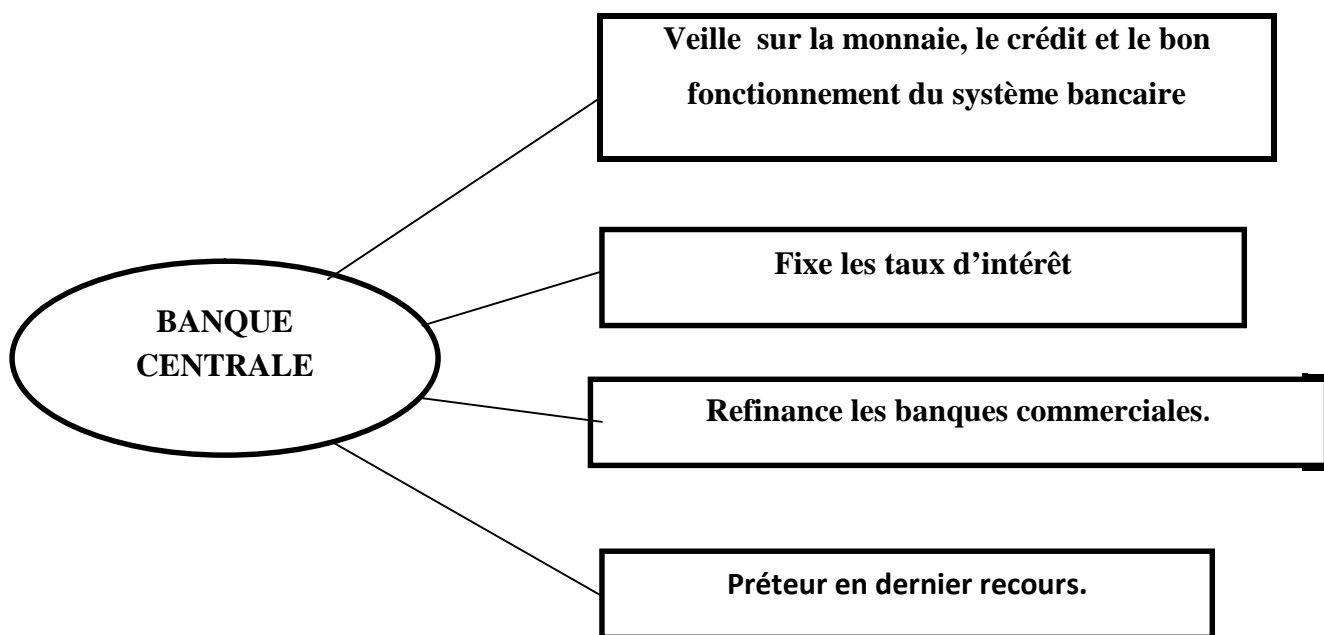 Veille sur la monnaie, le crédit et le bon
fonctionnement du système bancaire
Fixe les taux d’intérêt
BANQUE
CENTRALE
Refinance les banques commerciales.
Préteur en dernier recours.